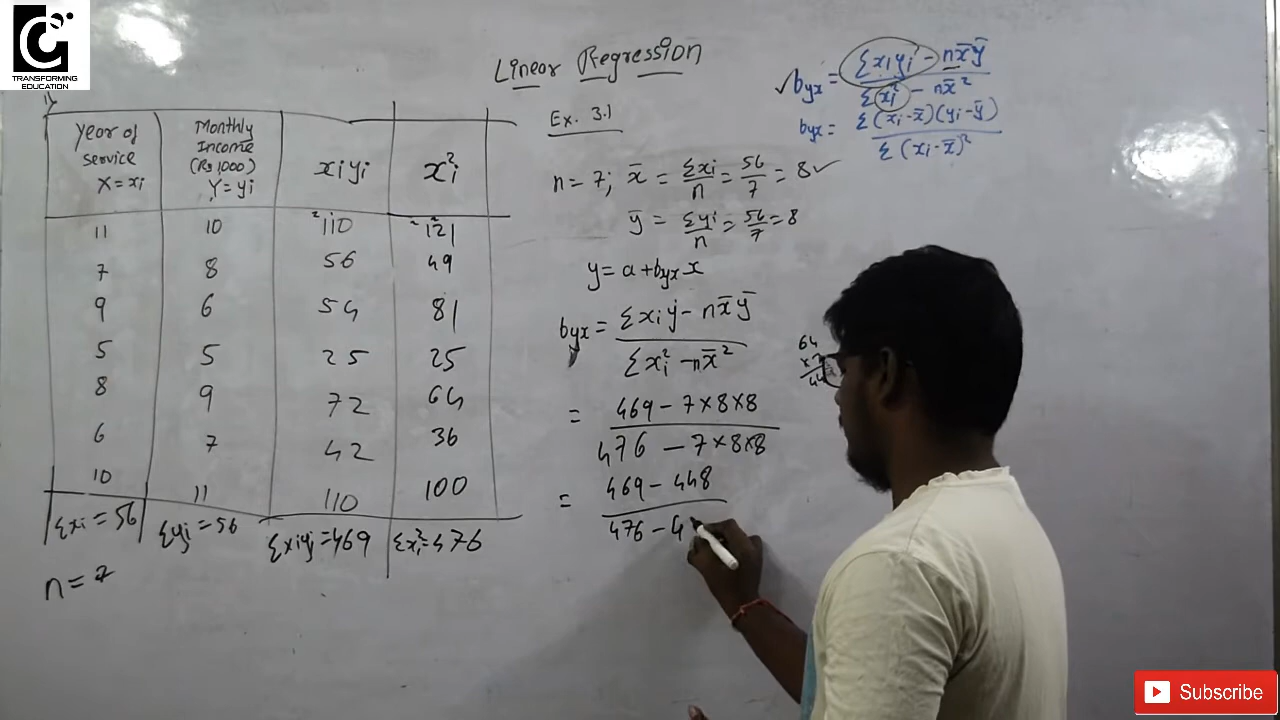 TRANSFORMING
EDUCATION
Linear Regression
Ex. 3.1
byx = Σxiyi - nx̄ȳ / Σxi² - nx̄²
byx = Σ(xi-x̄)(yi-ȳ) / Σ(xi-x̄)²
Year of service X=xi | Monthly Income (Rs 1000) Y=yi | xiyi | xi²
11 | 10 | 110 | 121
7 | 8 | 56 | 49
9 | 6 | 54 | 81
5 | 5 | 25 | 25
8 | 9 | 72 | 64
6 | 7 | 42 | 36
10 | 11 | 110 | 100
Σxi = 56 | Σyi = 56 | Σxiyi = 469 | Σxi² = 476
n = 7
n = 7; x̄ = Σxi / n = 56 / 7 = 8 ✓
ȳ = Σyi / n = 56 / 7 = 8
y = a + byx x
byx = Σxiy - nx̄ȳ / Σxi² - nx̄²
= 469 - 7×8×8 / 476 - 7×8×8
= 469 - 448 / 476 - 4
64
Subscribe